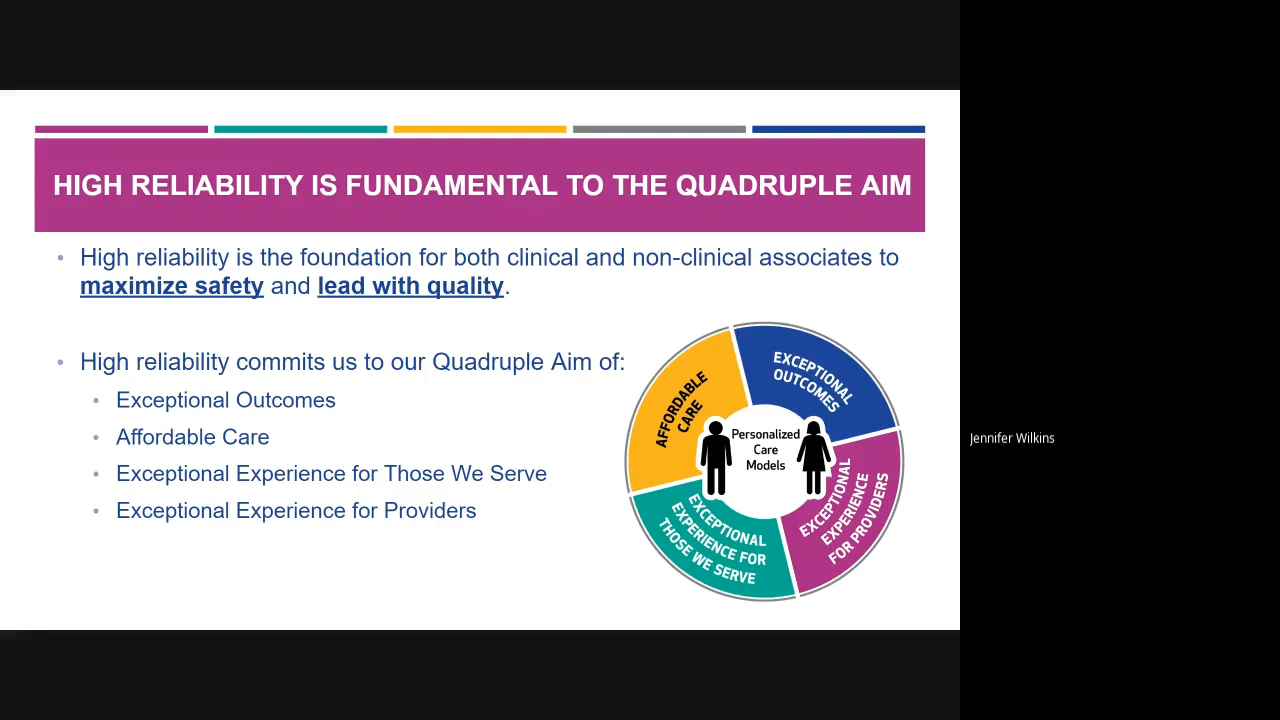 HIGH RELIABILITY IS FUNDAMENTAL TO THE QUADRUPLE AIM
• High reliability is the foundation for both clinical and non-clinical associates to
maximize safety and lead with quality.
• High reliability commits us to our Quadruple Aim of:
• Exceptional Outcomes
• Affordable Care
• Exceptional Experience for Those We Serve
• Exceptional Experience for Providers
AFFORDABLE
CARE
EXCEPTIONAL
OUTCOMES
Personalized
Care
Models
EXCEPTIONAL
EXPERIENCE FOR
THOSE WE SERVE
EXCEPTIONAL
EXPERIENCE
FOR PROVIDERS
Jennifer Wilkins